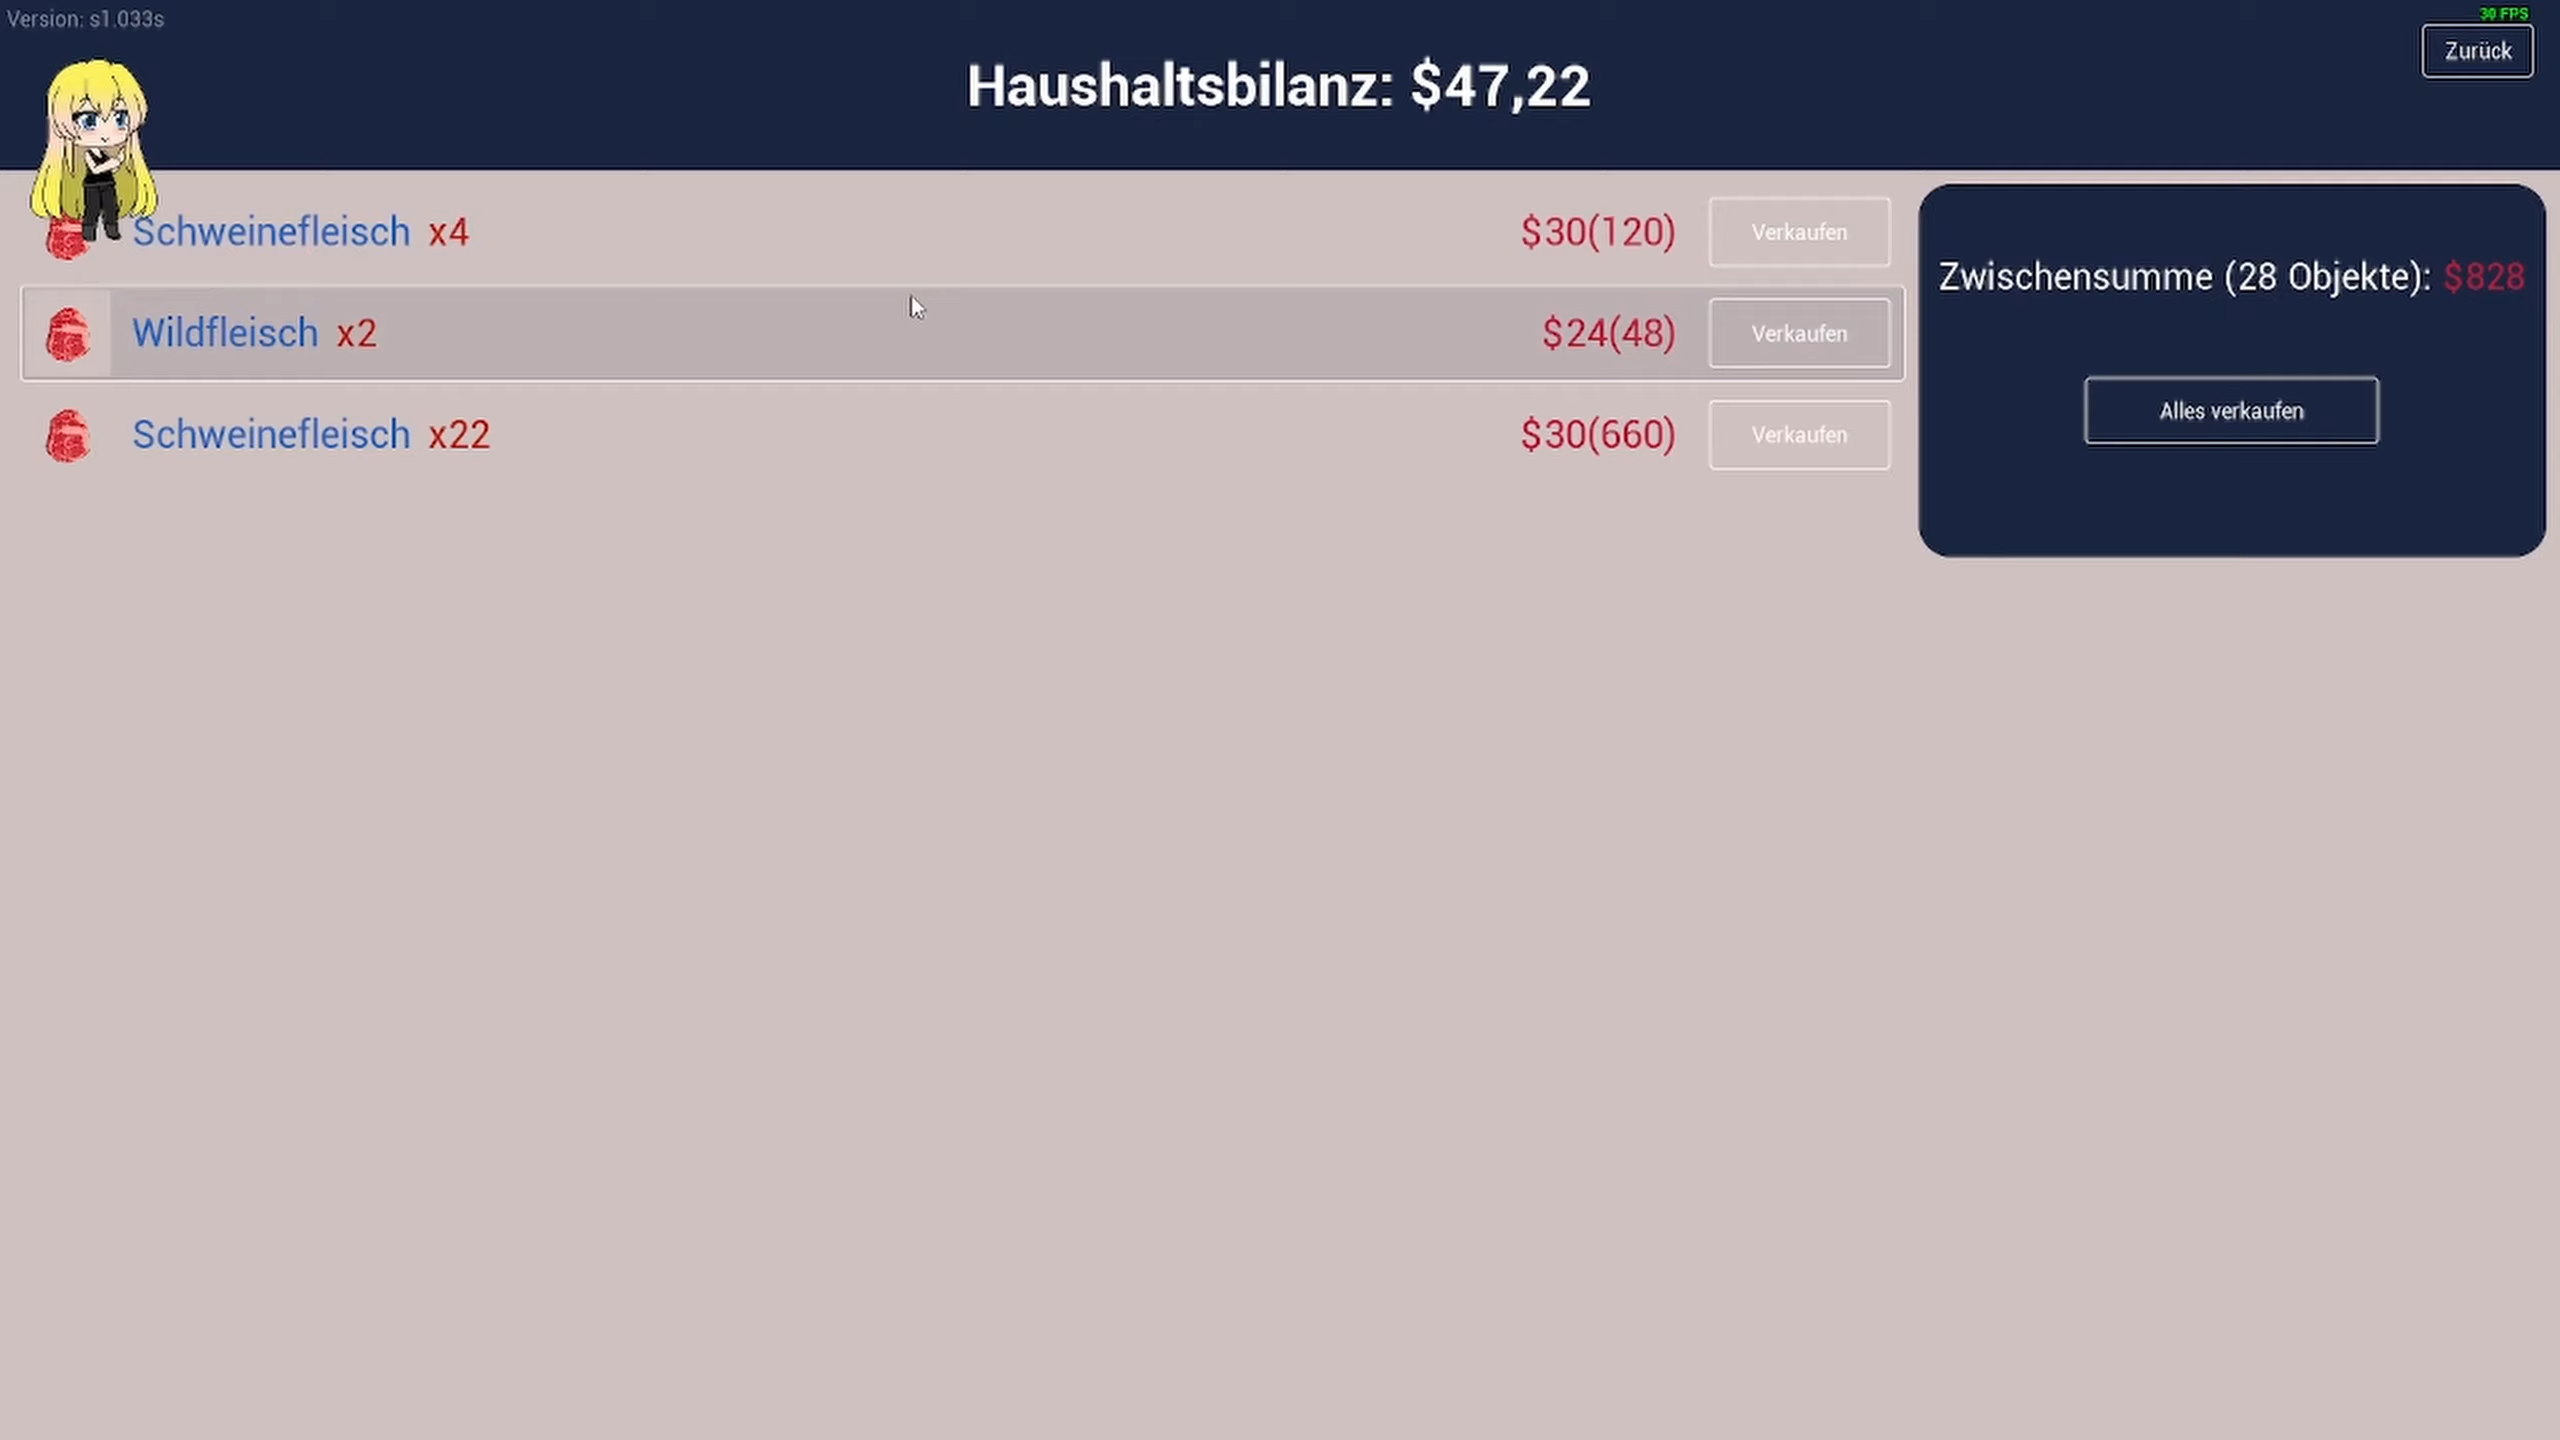 Version: s1.033s
30 FPS
Zurück
Haushaltsbilanz: $47,22
Schweinefleisch x4 $30(120) Verkaufen
Wildfleisch x2 $24(48) Verkaufen
Schweinefleisch x22 $30(660) Verkaufen
Zwischensumme (28 Objekte): $828
Alles verkaufen